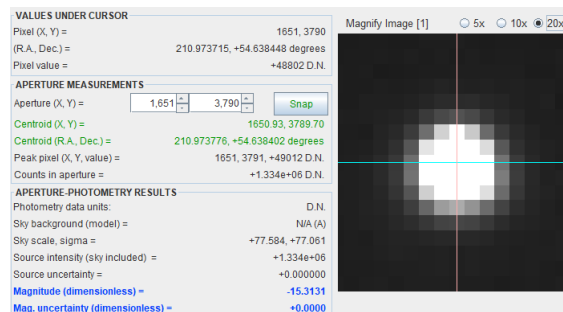 VALUES UNDER CURSOR
Pixel (X, Y) = 1651, 3790
(R.A., Dec.) = 210.973715, +54.638448 degrees
Pixel value = +48802 D.N.
APERTURE MEASUREMENTS
Aperture (X, Y) = 1,651 3,790 Snap
Centroid (X, Y) = 1650.93, 3789.70
Centroid (R.A., Dec.) = 210.973776, +54.638402 degrees
Peak pixel (X, Y, value) = 1651, 3791, +49012 D.N.
Counts in aperture = +1.334e+06 D.N.
APERTURE-PHOTOMETRY RESULTS
Photometry data units: D.N.
Sky background (model) = N/A (A)
Sky scale, sigma = +77.584, +77.061
Source intensity (sky included) = +1.334e+06
Source uncertainty = +0.000000
Magnitude (dimensionless) = -15.3131
Mag. uncertainty (dimensionless) = +0.0000
Magnify Image [1] 5x 10x 20x